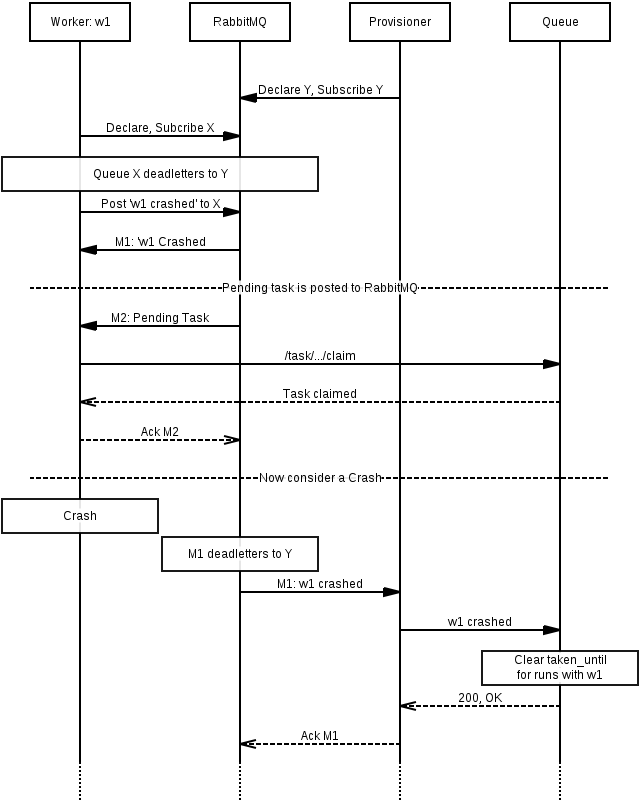 Worker: w1
RabbitMQ
Provisioner
Queue
Declare Y, Subscribe Y
Declare, Subcribe X
Queue X deadletters to Y
Post 'w1 crashed' to X
M1: 'w1 Crashed
Pending task is posted to RabbitMQ
M2: Pending Task
/task/.../claim
Task claimed
Ack M2
Now consider a Crash
Crash
M1 deadletters to Y
M1: w1 crashed
w1 crashed
Clear taken_until
for runs with w1
200, OK
Ack M1